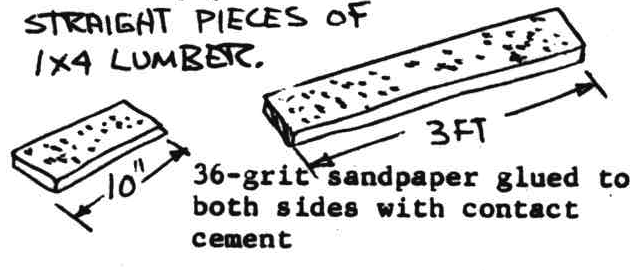 STRAIGHT PIECES OF
1x4 LUMBER.
3FT
10"
36-grit sandpaper glued to
both sides with contact
cement